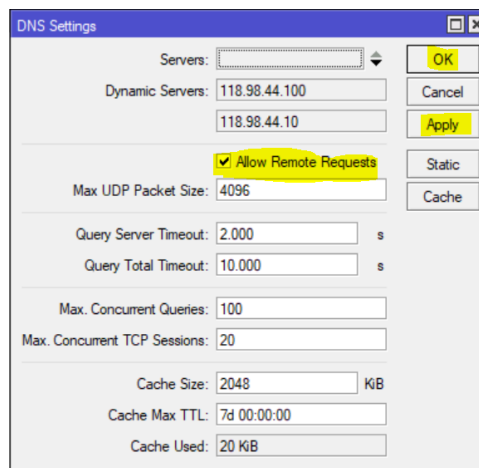 DNS Settings
Servers:
OK
Dynamic Servers: 118.98.44.100
Cancel
118.98.44.10
Apply
Allow Remote Requests
Static
Max UDP Packet Size: 4096
Cache
Query Server Timeout: 2.000 s
Query Total Timeout: 10.000 s
Max. Concurrent Queries: 100
Max. Concurrent TCP Sessions: 20
Cache Size: 2048 KiB
Cache Max TTL: 7d 00:00:00
Cache Used: 20 KiB